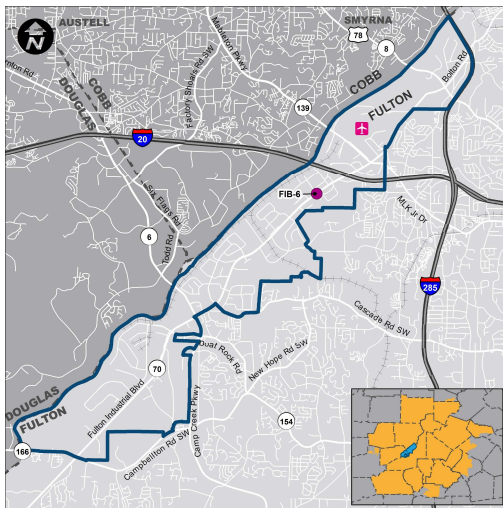 AUSTELL
SMYRNA
N
78
8
Thornton Rd
COBB
DOUGLAS
Factory Shoals Rd SW
Mableton Pkwy
COBB
FULTON
Bolton Rd
139
20
Six Flags Rd
FIB-6
MLK Jr Dr
6
Todd Rd
285
Cascade Rd SW
Boat Rock Rd
New Hope Rd SW
70
Fulton Industrial Blvd
DOUGLAS
FULTON
154
Camp Creek Pkwy
Campbellton Rd SW
166